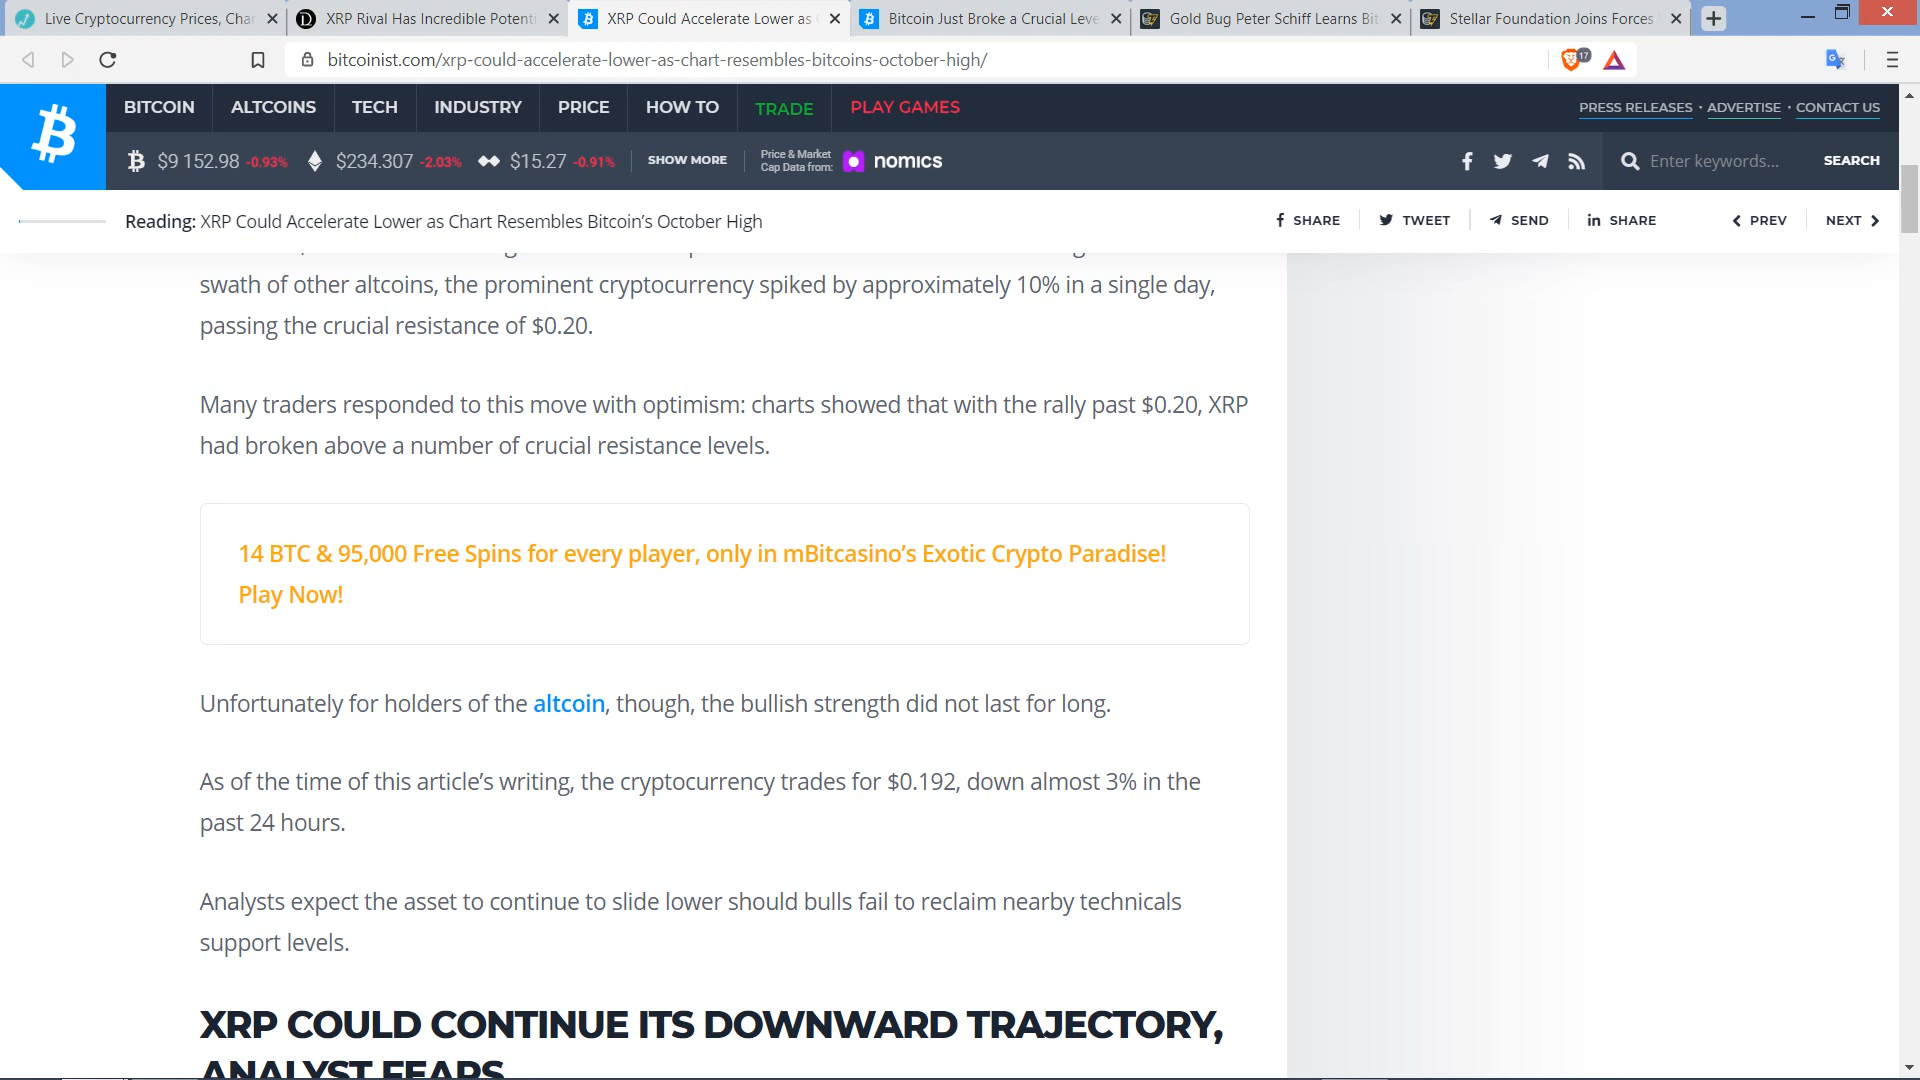 Live Cryptocurrency Prices, Char
XRP Rival Has Incredible Potenti
XRP Could Accelerate Lower as
Bitcoin Just Broke a Crucial Leve
Gold Bug Peter Schiff Learns Bit
Stellar Foundation Joins Forces
bitcoinist.com/xrp-could-accelerate-lower-as-chart-resembles-bitcoins-october-high/
17
BITCOIN ALTCOINS TECH INDUSTRY PRICE HOW TO TRADE PLAY GAMES
PRESS RELEASES • ADVERTISE • CONTACT US
$9 152.98 -0.93% $234.307 -2.03% $15.27 -0.91% SHOW MORE
Price & Market
Cap Data from:
nomics
Enter keywords... SEARCH
Reading: XRP Could Accelerate Lower as Chart Resembles Bitcoin’s October High
SHARE TWEET SEND in SHARE PREV NEXT
swath of other altcoins, the prominent cryptocurrency spiked by approximately 10% in a single day,
passing the crucial resistance of $0.20.
Many traders responded to this move with optimism: charts showed that with the rally past $0.20, XRP
had broken above a number of crucial resistance levels.
14 BTC & 95,000 Free Spins for every player, only in mBitcasino’s Exotic Crypto Paradise!
Play Now!
Unfortunately for holders of the altcoin, though, the bullish strength did not last for long.
As of the time of this article’s writing, the cryptocurrency trades for $0.192, down almost 3% in the
past 24 hours.
Analysts expect the asset to continue to slide lower should bulls fail to reclaim nearby technicals
support levels.
XRP COULD CONTINUE ITS DOWNWARD TRAJECTORY,
ANALYST FEARS